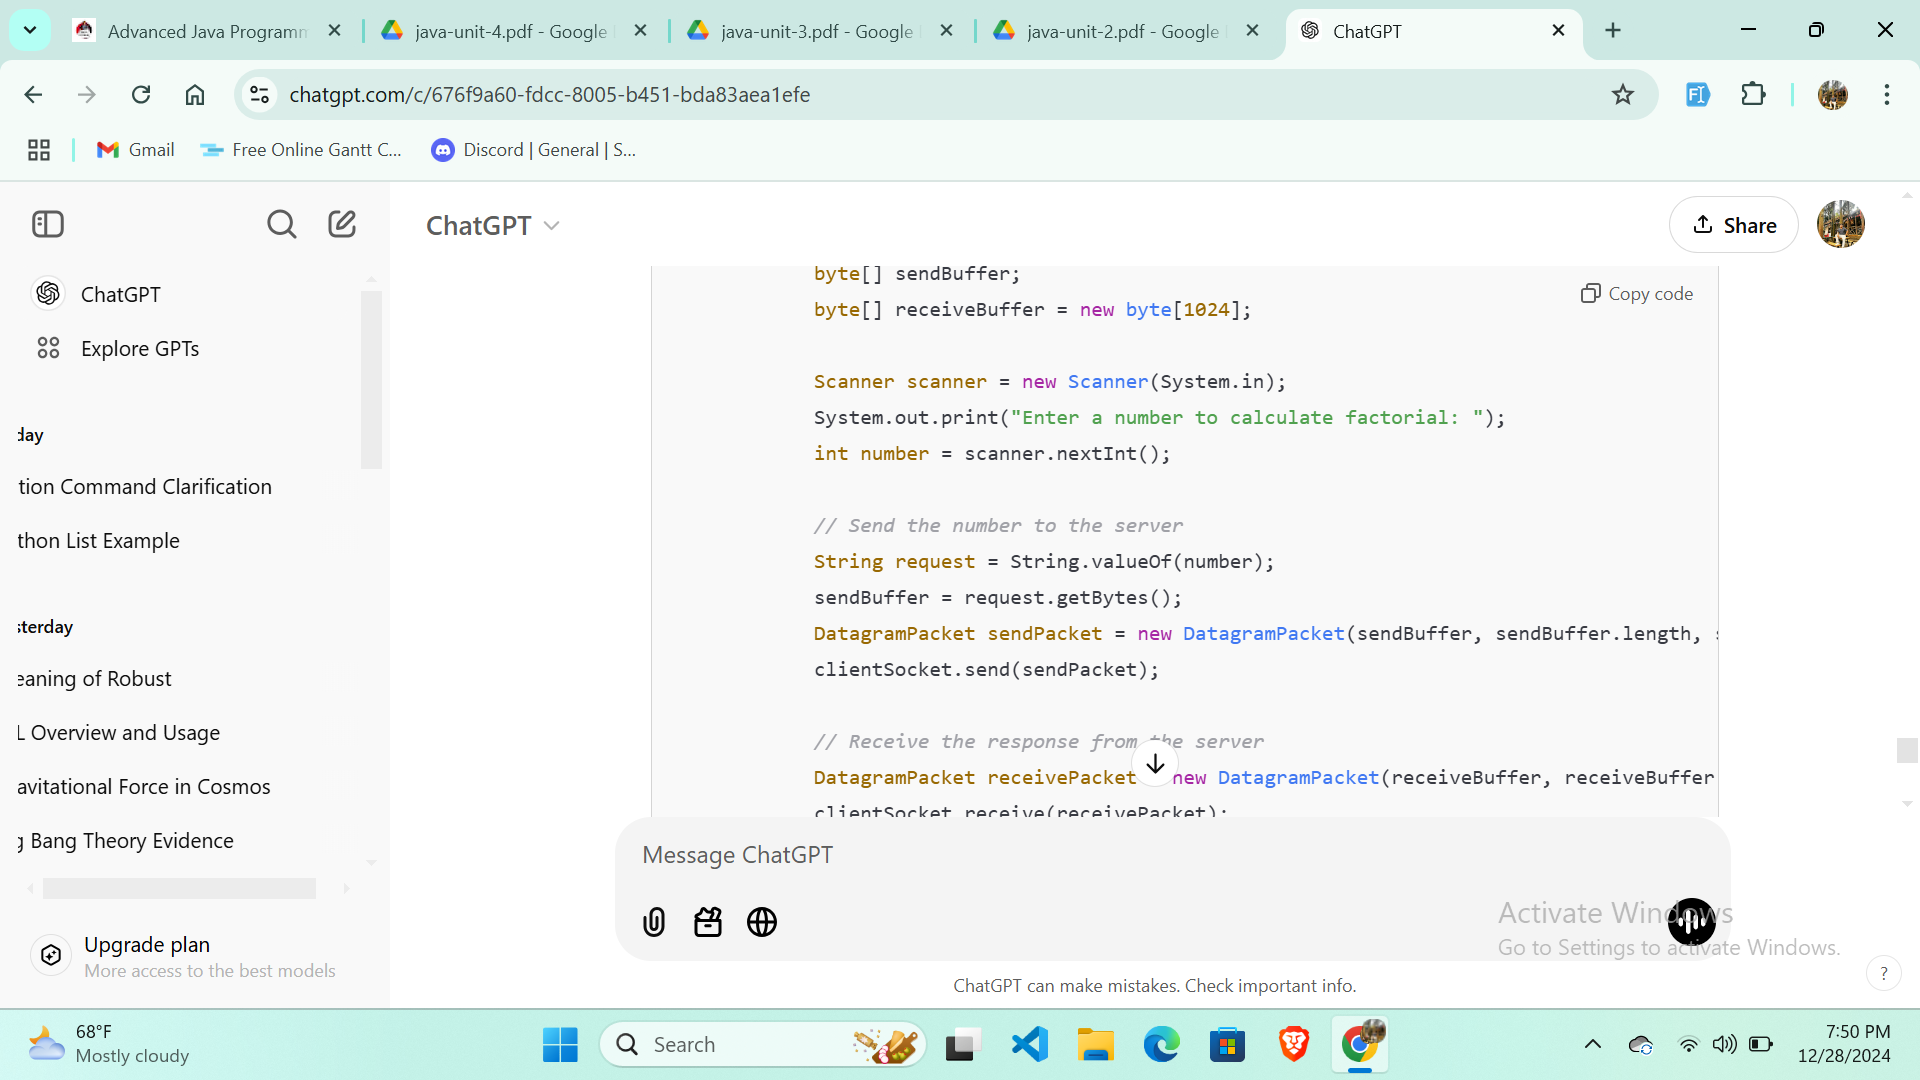 Advanced Java Programm
java-unit-4.pdf - Google
java-unit-3.pdf - Google
java-unit-2.pdf - Google
ChatGPT
chatgpt.com/c/676f9a60-fdcc-8005-b451-bda83aea1efe
Gmail
Free Online Gantt C...
Discord | General | S...
ChatGPT
Explore GPTs
day
tion Command Clarification
thon List Example
sterday
eaning of Robust
L Overview and Usage
avitational Force in Cosmos
g Bang Theory Evidence
Upgrade plan
More access to the best models
ChatGPT
Share
Copy code
byte[] sendBuffer;
byte[] receiveBuffer = new byte[1024];
Scanner scanner = new Scanner(System.in);
System.out.print("Enter a number to calculate factorial: ");
int number = scanner.nextInt();
// Send the number to the server
String request = String.valueOf(number);
sendBuffer = request.getBytes();
DatagramPacket sendPacket = new DatagramPacket(sendBuffer, sendBuffer.length,
clientSocket.send(sendPacket);
// Receive the response from the server
DatagramPacket receivePacket new DatagramPacket(receiveBuffer, receiveBuffer
clientSocket.receive(receivePacket);
Message ChatGPT
Activate Windows
Go to Settings to activate Windows.
ChatGPT can make mistakes. Check important info.
?
68°F
Mostly cloudy
Search
7:50 PM
12/28/2024